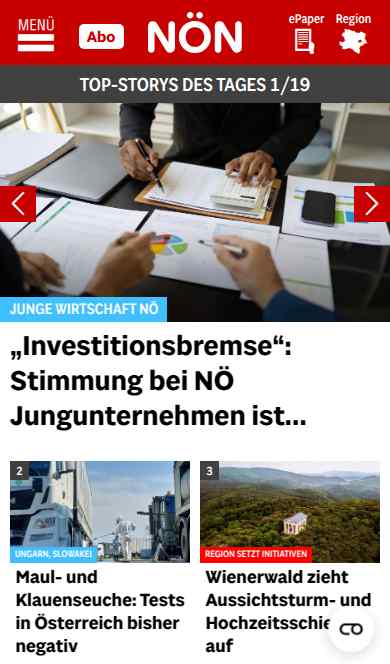 MENÜ
Abo
NÖN
ePaper
Region
TOP-STORYS DES TAGES 1/19
JUNGE WIRTSCHAFT NÖ
„Investitionsbremse“:
Stimmung bei NÖ
Jungunternehmen ist...
2
UNGARN, SLOWAKEI
Maul- und
Klauenseuche: Tests
in Österreich bisher
negativ
3
REGION SETZT INITIATIVEN
Wienerwald zieht
Aussichtsturm- und
Hochzeitsschie
auf